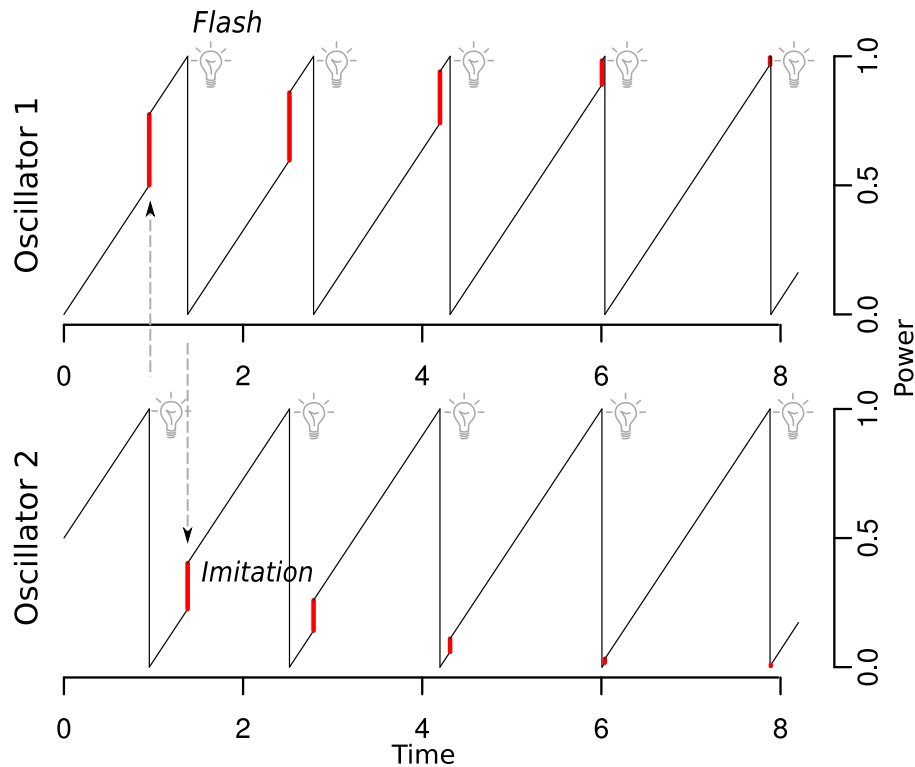 Flash
Oscillator 1
0.0 0.5 1.0
0 2 4 6 8
Power
Oscillator 2
Imitation
0.0 0.5 1.0
0 2 4 6 8
Time